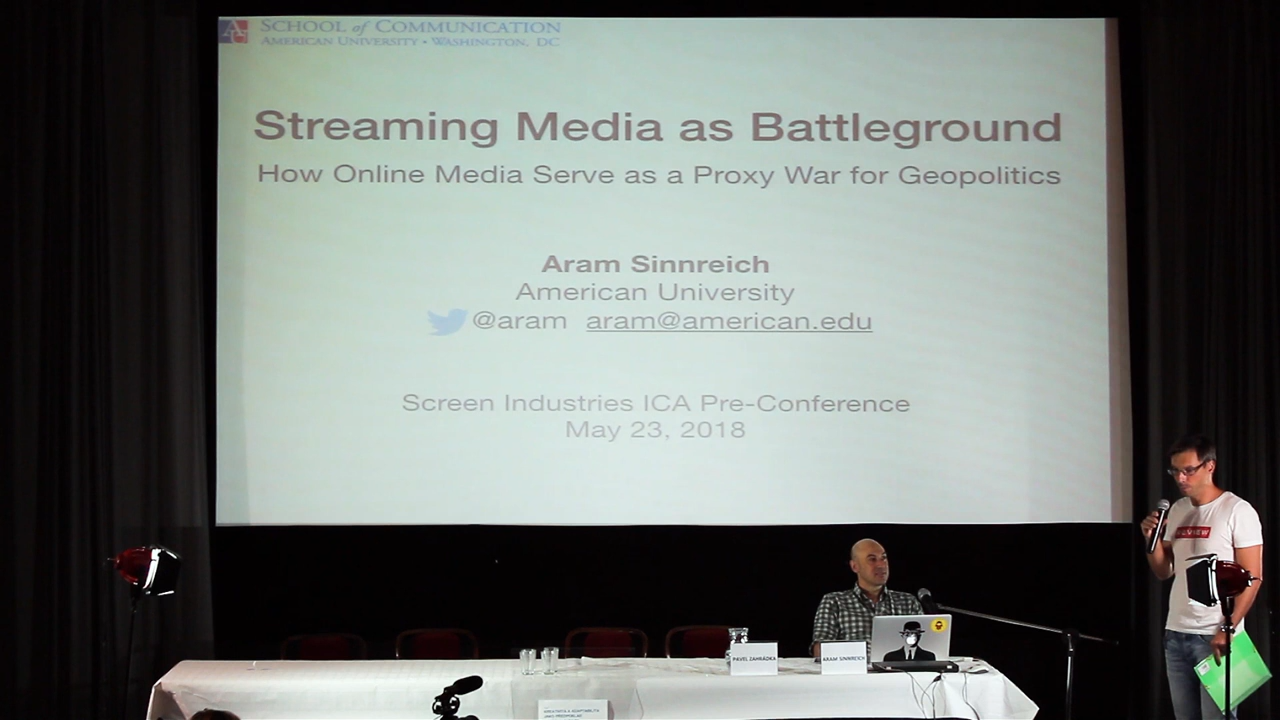 SCHOOL of COMMUNICATION
AMERICAN UNIVERSITY • WASHINGTON, DC
Streaming Media as Battleground
How Online Media Serve as a Proxy War for Geopolitics
Aram Sinnreich
American University
@aram aram@american.edu
Screen Industries ICA Pre-Conference
May 23, 2018
PAVEL ZAHRÁDKA
ARAM SINNREICH